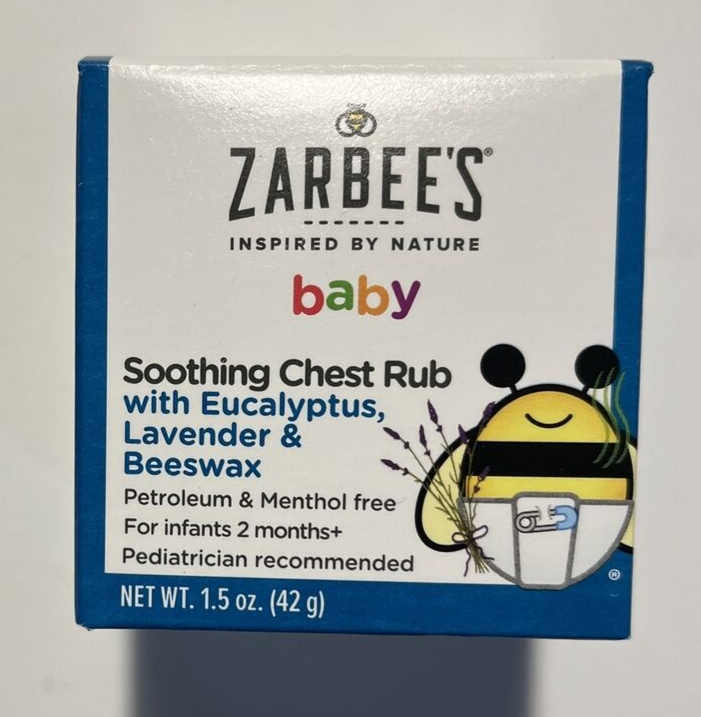 ZARBEE'S®
INSPIRED BY NATURE
baby
Soothing Chest Rub
with Eucalyptus,
Lavender &
Beeswax
Petroleum & Menthol free
For infants 2 months+
Pediatrician recommended
®
NET WT. 1.5 oz. (42 g)